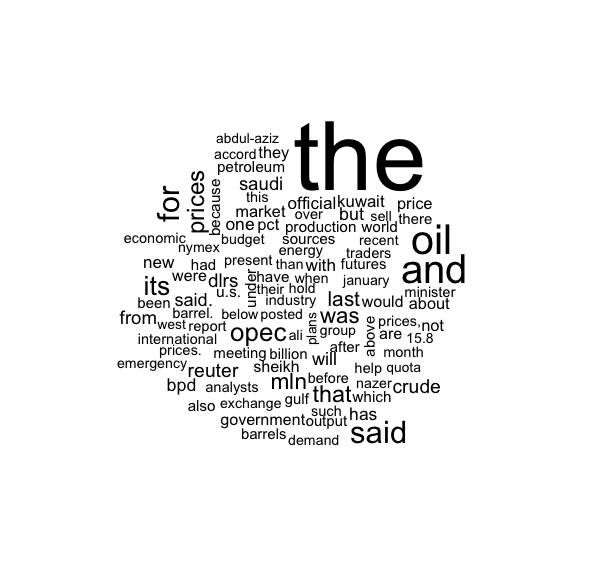 the
abdul-aziz
accord they
petroleum
saudi
for prices because
this
official kuwait price
market over but sell there
one pct production world
oil
economic nymex budget sources recent
energy traders
and
new had present than with futures
its were dlrs under have when january
u.s. their hold
been said. industry last would minister about
barrel. below posted
from west report opec ali plans was above prices, not
group are 15.8
international
prices. meeting billion will after month
emergency reuter sheikh help quota
bpd analysts mln before nazer crude
gulf that which
also exchange such has
government output said
barrels demand